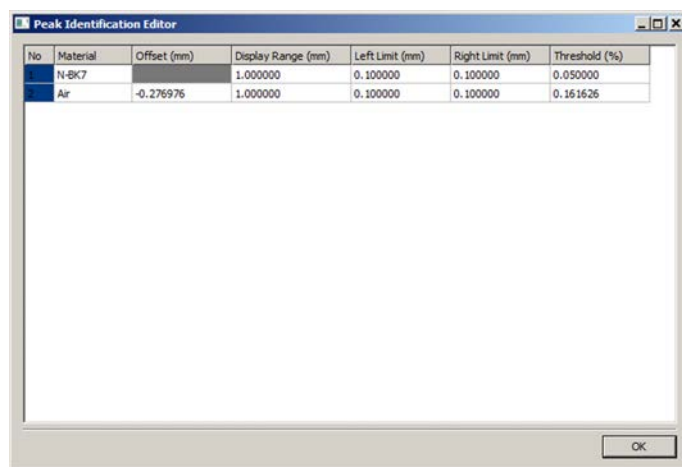 Peak Identification Editor
No Material Offset (mm) Display Range (mm) Left Limit (mm) Right Limit (mm) Threshold (%)
1 N-BK7 1.000000 0.100000 0.100000 0.050000
2 Air -0.276976 1.000000 0.100000 0.100000 0.161626
OK